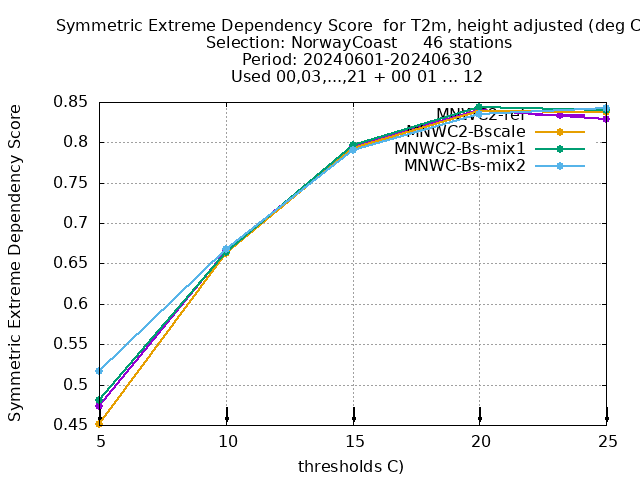 Symmetric Extreme Dependency Score for T2m, height adjusted (deg C
Selection: NorwayCoast 46 stations
Period: 20240601-20240630
Used 00,03,...,21 + 00 01 ... 12
Symmetric Extreme Dependency Score
0.85
0.8
0.75
0.7
0.65
0.6
0.55
0.5
0.45
MNWC2-ref
MNWC2-Bscale
MNWC2-Bs-mix1
MNWC-Bs-mix2
5 10 15 20 25
thresholds C)